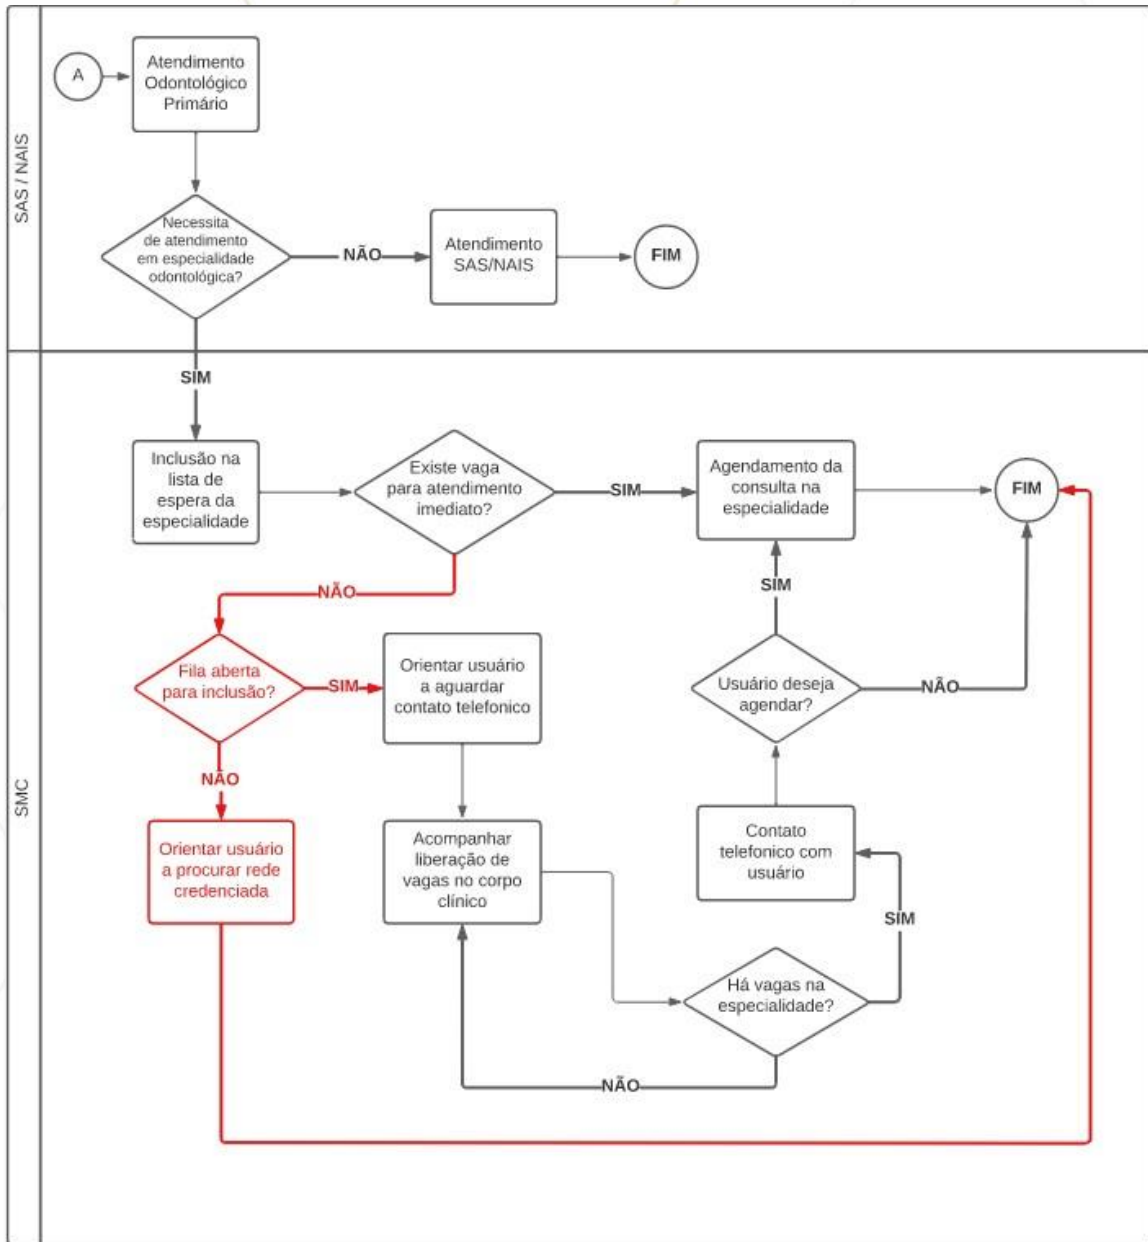 SAS / NAIS
A
Atendimento
Odontológico
Primário
Necessita
de atendimento
em especialidade
odontológica?
NÃO
Atendimento
SAS/NAIS
FIM
SIM
SMC
Inclusão na
lista de
espera da
especialidade
Existe vaga
para atendimento
imediato?
SIM
Agendamento da
consulta na
especialidade
FIM
NÃO
SIM
Fila aberta
para inclusão?
SIM
Orientar usuário
a aguardar
contato telefonico
Usuário deseja
agendar?
NÃO
NÃO
Orientar usuário
a procurar rede
credenciada
Acompanhar
liberação de
vagas no corpo
clínico
Contato
telefonico com
usuário
SIM
Há vagas na
especialidade?
NÃO